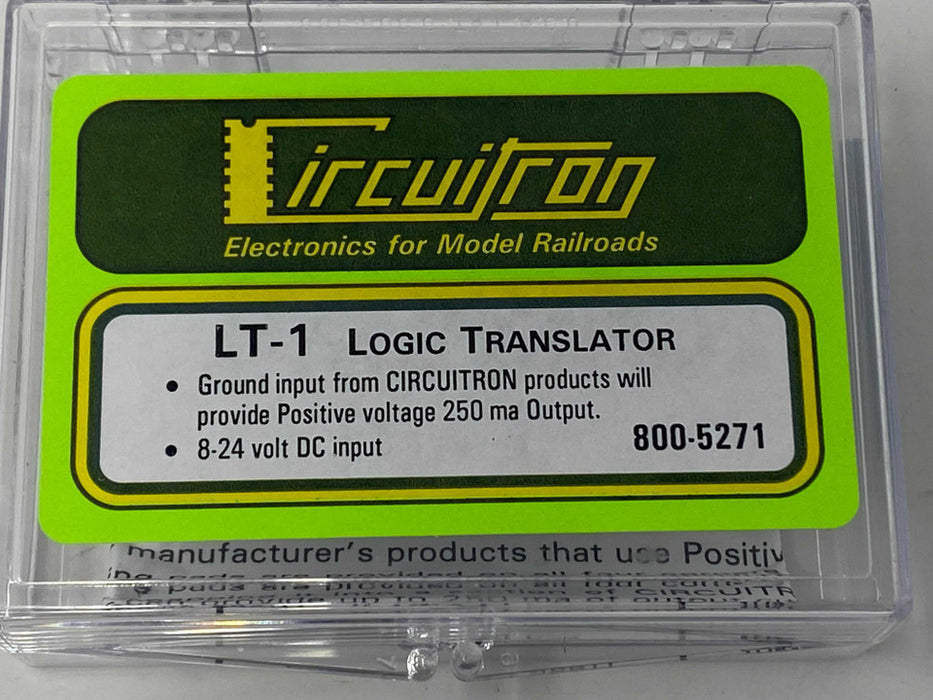 Circuitron
Electronics for Model Railroads
LT-1 LOGIC TRANSLATOR
• Ground input from CIRCUITRON products will
provide Positive voltage 250 ma Output.
• 8-24 volt DC input
800-5271
manufacturer's products that use Positiv